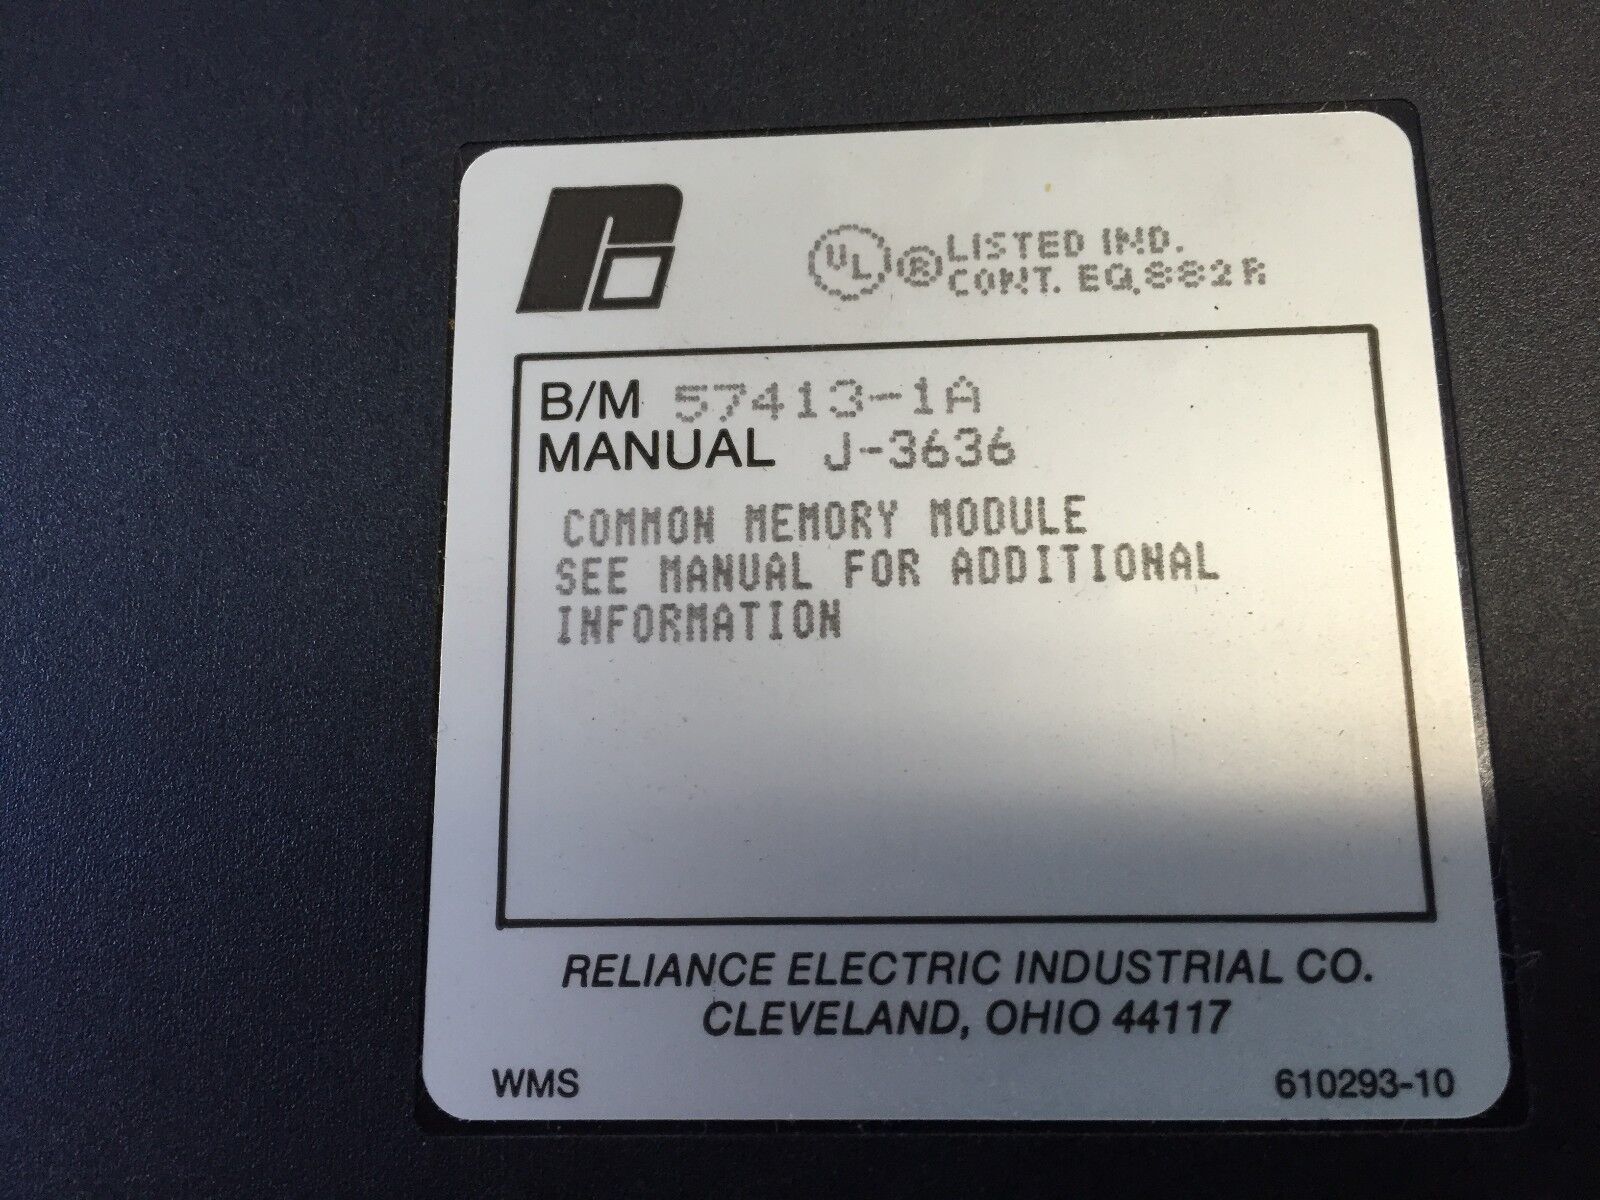 UL ® LISTED IND.
CONT. EQ. 882R
B/M 57413-1A
MANUAL J-3636
COMMON MEMORY MODULE
SEE MANUAL FOR ADDITIONAL
INFORMATION
RELIANCE ELECTRIC INDUSTRIAL CO.
CLEVELAND, OHIO 44117
WMS 610293-10